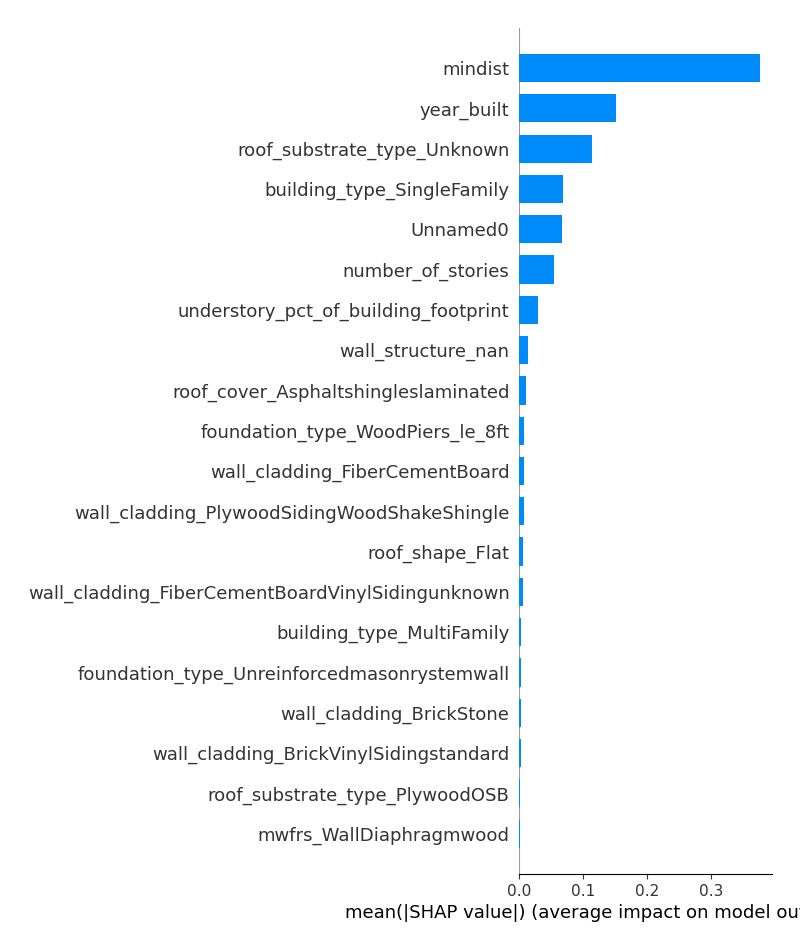 mindist
year_built
roof_substrate_type_Unknown
building_type_SingleFamily
Unnamed0
number_of_stories
understory_pct_of_building_footprint
wall_structure_nan
roof_cover_Asphaltshingleslaminated
foundation_type_WoodPiers_le_8ft
wall_cladding_FiberCementBoard
wall_cladding_PlywoodSidingWoodShakeShingle
roof_shape_Flat
wall_cladding_FiberCementBoardVinylSidingunknown
building_type_MultiFamily
foundation_type_Unreinforcedmasonrystemwall
wall_cladding_BrickStone
wall_cladding_BrickVinylSidingstandard
roof_substrate_type_PlywoodOSB
mwfrs_WallDiaphragmwood
0.0 0.1 0.2 0.3
mean(|SHAP value|) (average impact on model ou